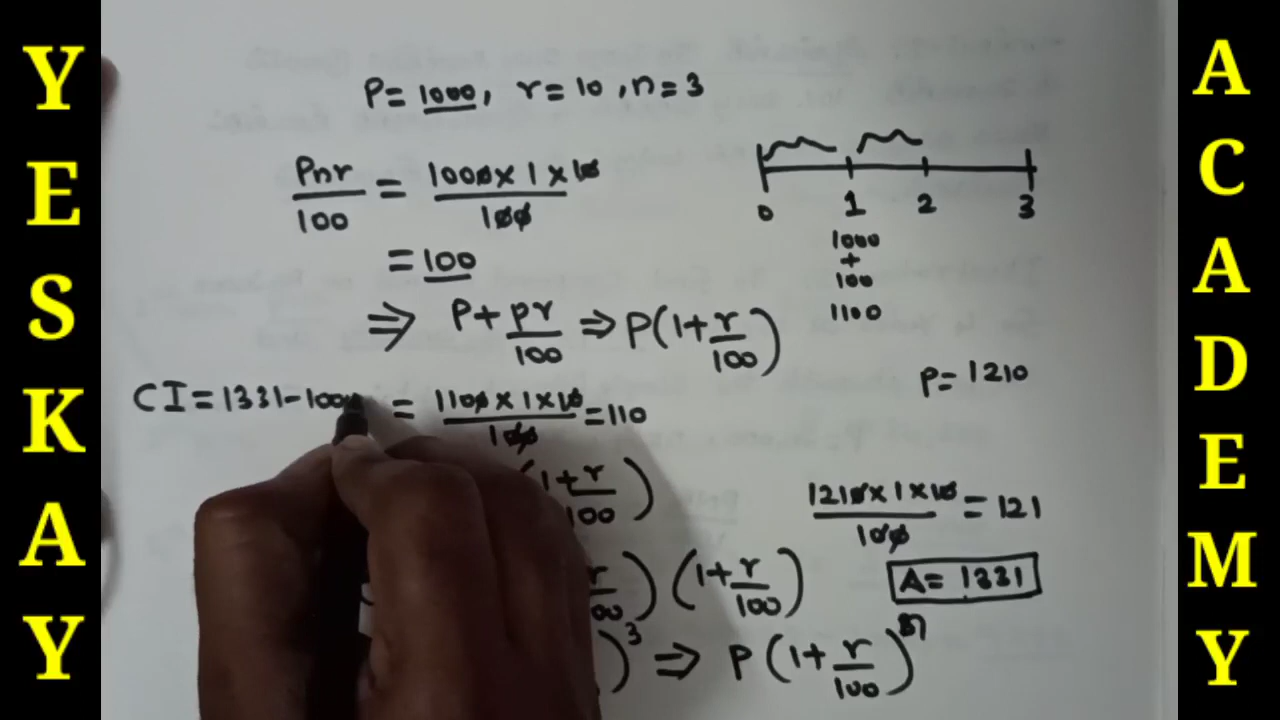 YESKAY
ACADEMY
P = 1000, r = 10, n = 3
Pnr/100 = 1000 x 1 x 10/100
= 100
0 1 2 3
1000
+
100
1100
⇒ P + pr/100 ⇒ P(1 + r/100)
P = 1210
CI = 1331 - 100
= 1100 x 1 x 10/100 = 110
(1 + r/100)
1210 x 1 x 10/100 = 121
A = 1331
(1 + r/100)
)³ ⇒ P(1 + r/100)